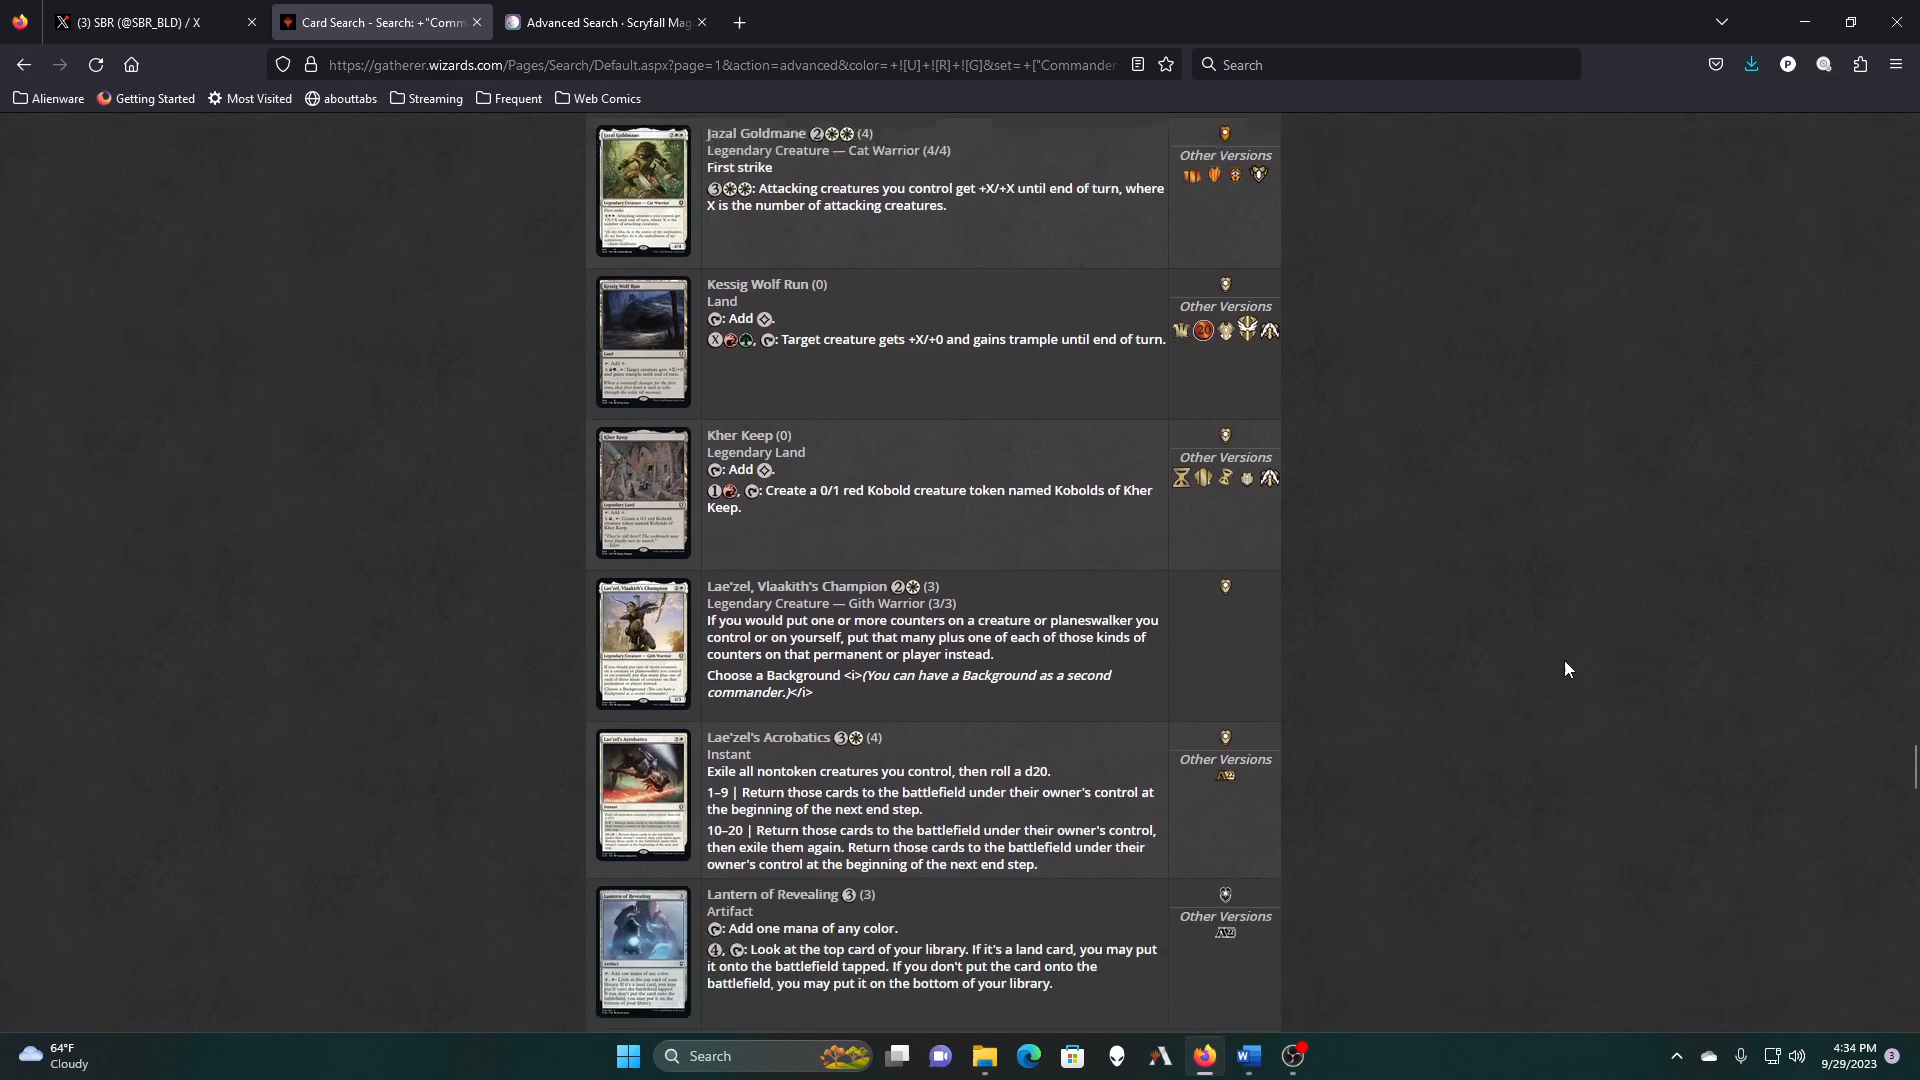 (3) SBR (@SBR_BLD) / X
Card Search - Search: +"Comm
Advanced Search · Scryfall Mag
https://gatherer.wizards.com/Pages/Search/Default.aspx?page=1&action=advanced&color=+![U]+![R]+![G]&set=+["Commander
Search
Alienware
Getting Started
Most Visited
abouttabs
Streaming
Frequent
Web Comics
Jazal Goldmane 2 (4)
Legendary Creature — Cat Warrior (4/4)
First strike
3: Attacking creatures you control get +X/+X until end of turn, where
X is the number of attacking creatures.
Other Versions
Kessig Wolf Run (0)
Land
: Add .
X, : Target creature gets +X/+0 and gains trample until end of turn.
Other Versions
Kher Keep (0)
Legendary Land
: Add .
1, : Create a 0/1 red Kobold creature token named Kobolds of Kher
Keep.
Other Versions
Lae'zel, Vlaakith's Champion 2 (3)
Legendary Creature — Gith Warrior (3/3)
If you would put one or more counters on a creature or planeswalker you
control or on yourself, put that many plus one of each of those kinds of
counters on that permanent or player instead.
Choose a Background <i>(You can have a Background as a second
commander.)</i>
Lae'zel's Acrobatics 3 (4)
Instant
Exile all nontoken creatures you control, then roll a d20.
1–9 | Return those cards to the battlefield under their owner's control at
the beginning of the next end step.
10–20 | Return those cards to the battlefield under their owner's control,
then exile them again. Return those cards to the battlefield under their
owner's control at the beginning of the next end step.
Other Versions
Lantern of Revealing 3 (3)
Artifact
: Add one mana of any color.
4, : Look at the top card of your library. If it's a land card, you may put
it onto the battlefield tapped. If you don't put the card onto the
battlefield, you may put it on the bottom of your library.
Other Versions
64°F
Cloudy
Search
4:34 PM
9/29/2023
3